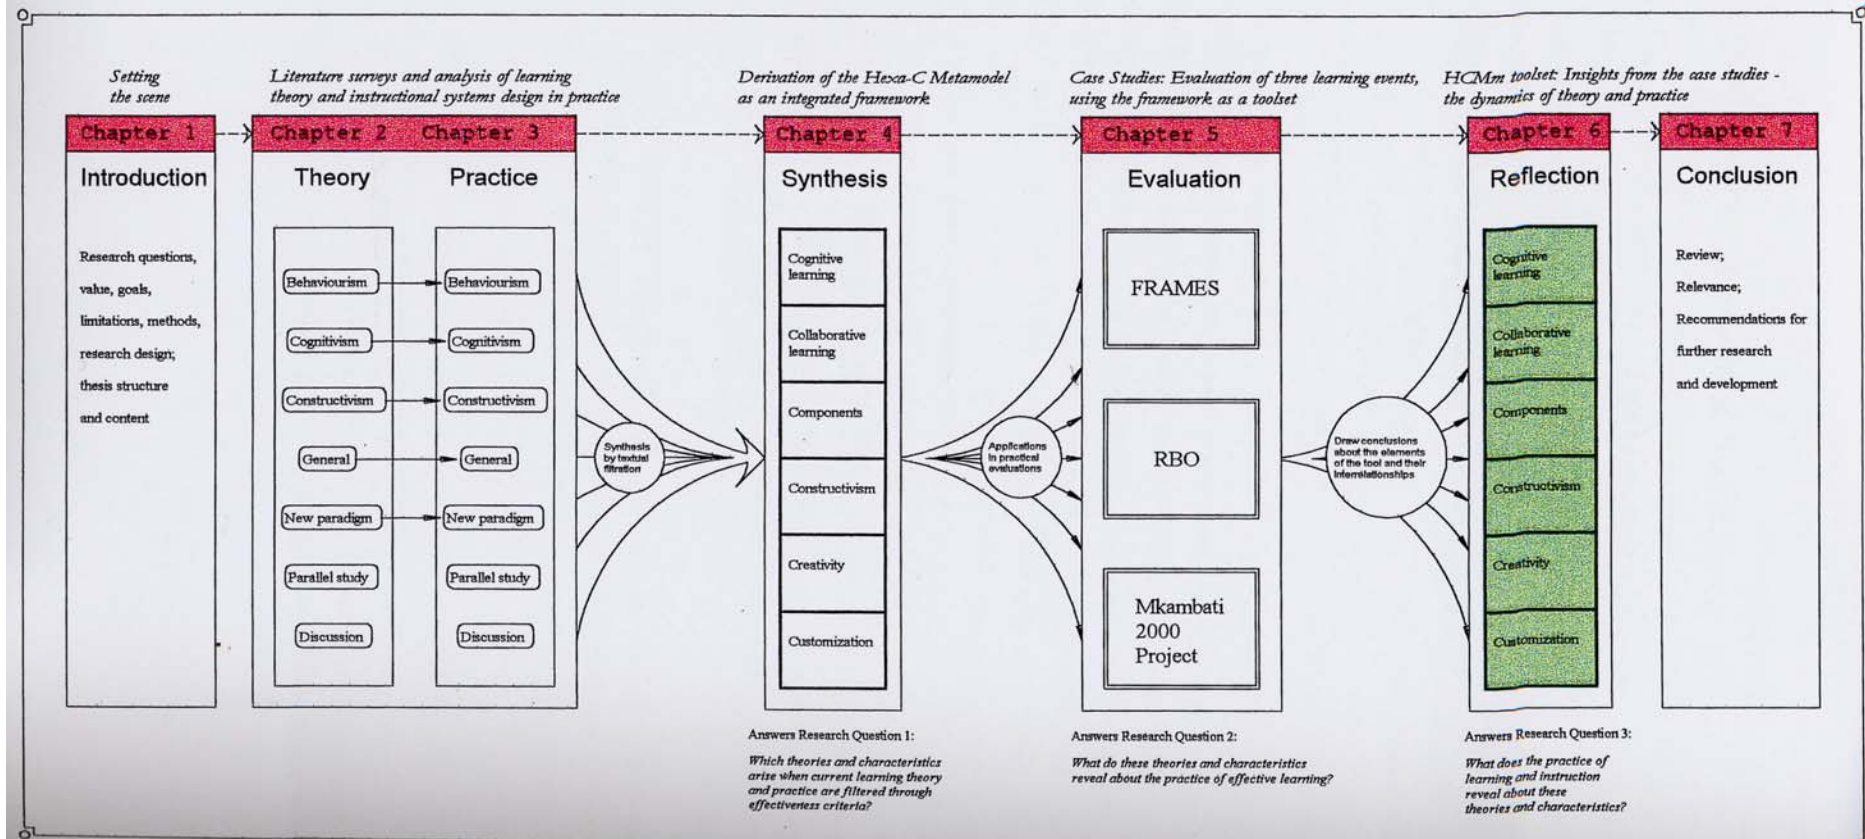 Setting
the scene
Literature surveys and analysis of learning
theory and instructional systems design in practice
Derivation of the Hexa-C Metamodel
as an integrated framework
Case Studies: Evaluation of three learning events,
using the framework as a toolset
HCMm toolset: Insights from the case studies -
the dynamics of theory and practice
Chapter 1
Chapter 2
Chapter 3
Chapter 4
Chapter 5
Chapter 6
Chapter 7
Introduction
Theory
Practice
Synthesis
Evaluation
Reflection
Conclusion
Research questions,
value, goals,
limitations, methods,
research design;
thesis structure
and content
Behaviourism
Cognitivism
Constructivism
General
New paradigm
Parallel study
Discussion
Behaviourism
Cognitivism
Constructivism
General
New paradigm
Parallel study
Discussion
Synthesis
by textual
filtration
Cognitive
learning
Collaborative
learning
Components
Constructivism
Creativity
Customization
Applications
in practical
evaluations
FRAMES
RBO
Mkambati
2000
Project
Draw conclusions
about the elements
of the tool and their
interrelationships
Cognitive
learning
Collaborative
learning
Components
Constructivism
Creativity
Customization
Review;
Relevance;
Recommendations for
further research
and development
Answers Research Question 1:
Which theories and characteristics
arise when current learning theory
and practice are filtered through
effectiveness criteria?
Answers Research Question 2:
What do these theories and characteristics
reveal about the practice of effective learning?
Answers Research Question 3:
What does the practice of
learning and instruction
reveal about these
theories and characteristics?